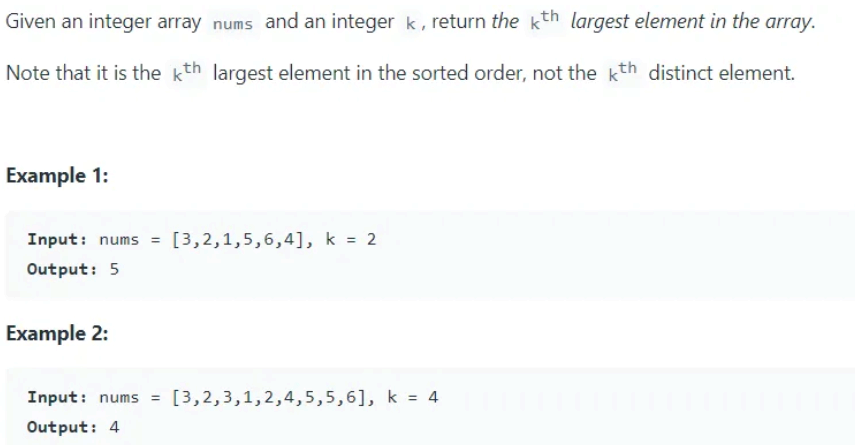 Given an integer array nums and an integer k, return the kth largest element in the array.
Note that it is the kth largest element in the sorted order, not the kth distinct element.
Example 1:
Input: nums = [3,2,1,5,6,4], k = 2
Output: 5
Example 2:
Input: nums = [3,2,3,1,2,4,5,5,6], k = 4
Output: 4